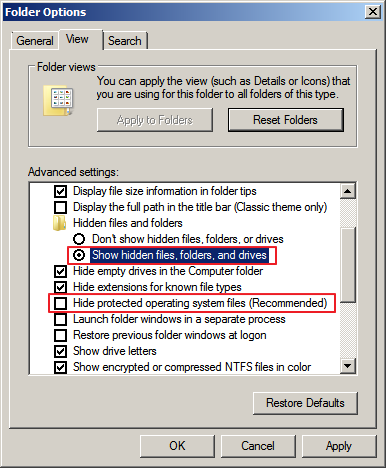 Folder Options
General
View
Search
Folder views
You can apply the view (such as Details or Icons) that
you are using for this folder to all folders of this type.
Apply to Folders
Reset Folders
Advanced settings:
Display file size information in folder tips
Display the full path in the title bar (Classic theme only)
Hidden files and folders
Don't show hidden files, folders, or drives
Show hidden files, folders, and drives
Hide empty drives in the Computer folder
Hide extensions for known file types
Hide protected operating system files (Recommended)
Launch folder windows in a separate process
Restore previous folder windows at logon
Show drive letters
Show encrypted or compressed NTFS files in color
Restore Defaults
OK
Cancel
Apply